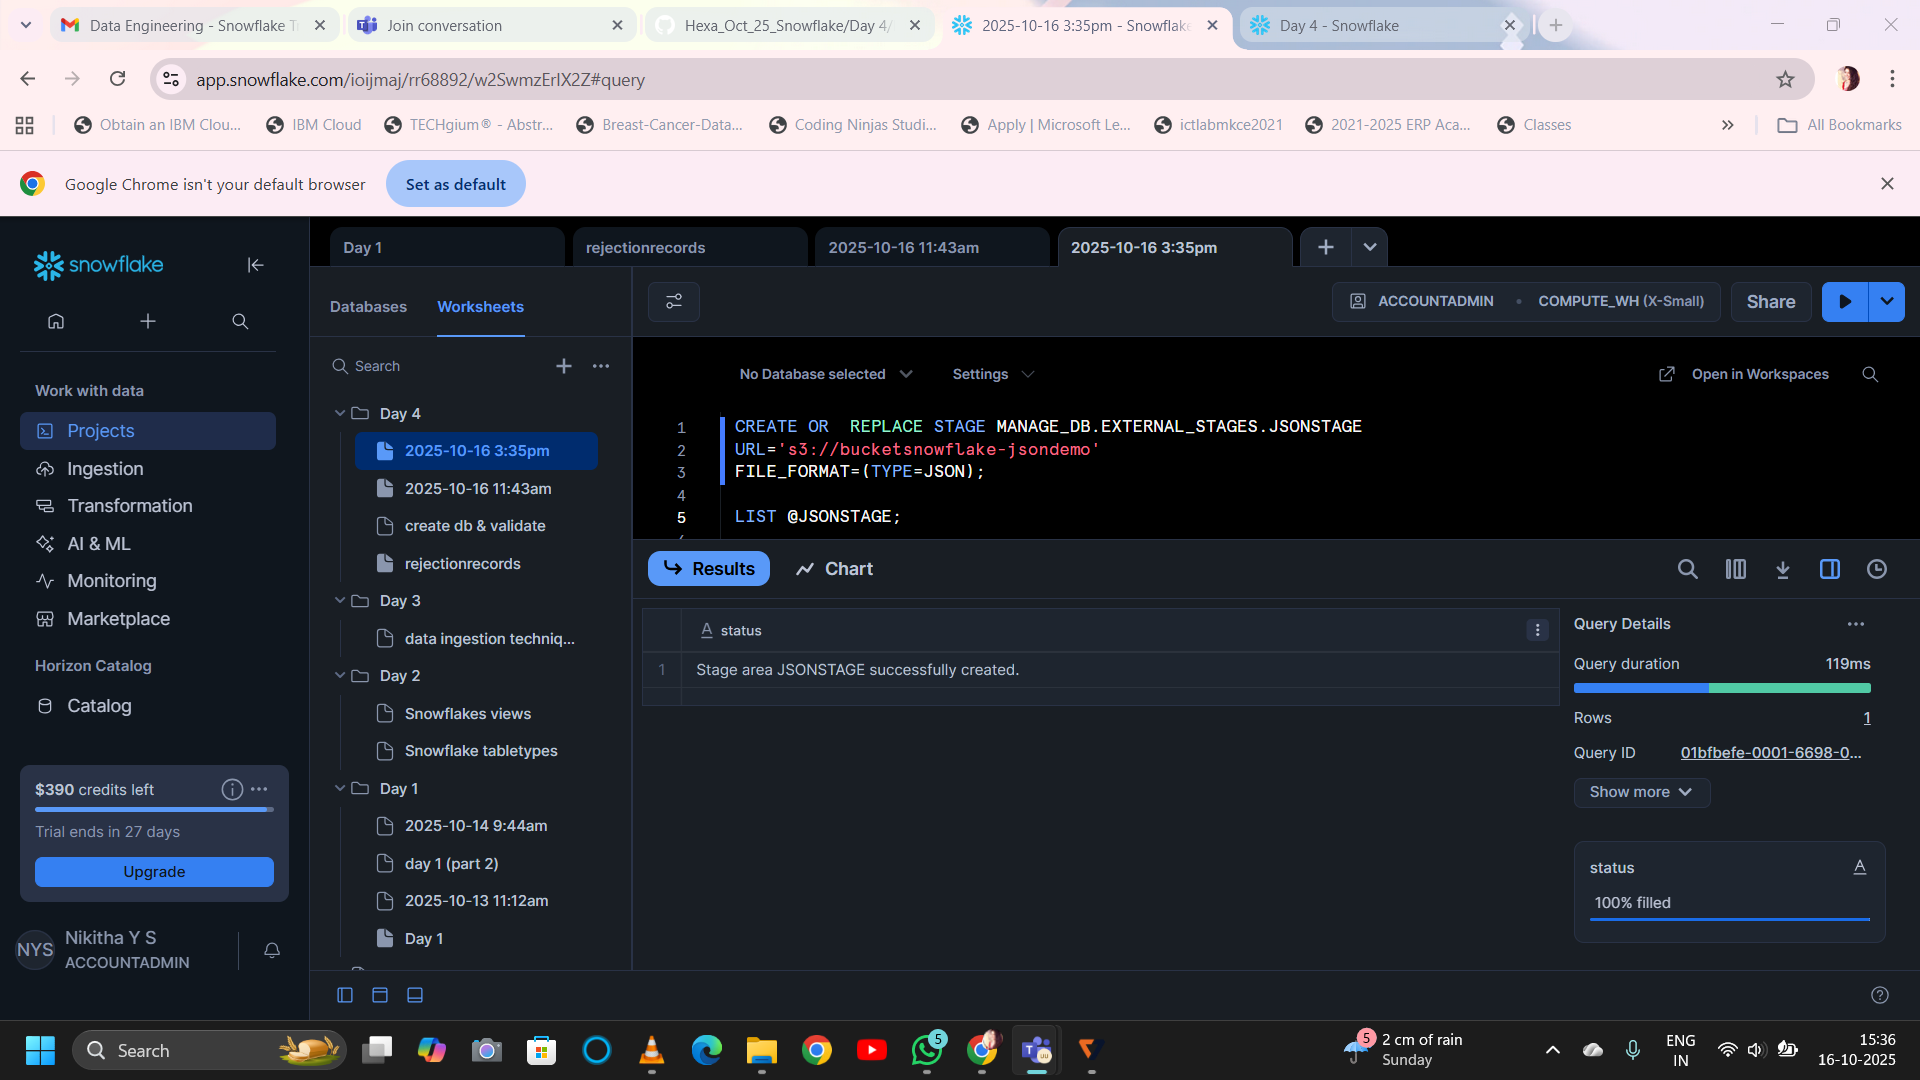 Data Engineering - Snowflake T
Join conversation
Hexa_Oct_25_Snowflake/Day 4/
2025-10-16 3:35pm - Snowflake
Day 4 - Snowflake
app.snowflake.com/ioijmaj/rr68892/w2SwmzErIX2Z#query
Obtain an IBM Clou...
IBM Cloud
TECHgium® - Abstr...
Breast-Cancer-Data...
Coding Ninjas Studi...
Apply | Microsoft Le...
ictlabmkce2021
2021-2025 ERP Aca...
Classes
All Bookmarks
Google Chrome isn't your default browser
Set as default
snowflake
Day 1
rejectionrecords
2025-10-16 11:43am
2025-10-16 3:35pm
Databases
Worksheets
ACCOUNTADMIN
COMPUTE_WH (X-Small)
Share
Work with data
Projects
Ingestion
Transformation
AI & ML
Monitoring
Marketplace
Horizon Catalog
Catalog
$390 credits left
Trial ends in 27 days
Upgrade
NYS
Nikitha Y S
ACCOUNTADMIN
Search
Day 4
2025-10-16 3:35pm
2025-10-16 11:43am
create db & validate
rejectionrecords
Day 3
data ingestion techniq...
Day 2
Snowflakes views
Snowflake tabletypes
Day 1
2025-10-14 9:44am
day 1 (part 2)
2025-10-13 11:12am
Day 1
No Database selected
Settings
Open in Workspaces
1 CREATE OR  REPLACE STAGE MANAGE_DB.EXTERNAL_STAGES.JSONSTAGE
2 URL='s3://bucketsnowflake-jsondemo'
3 FILE_FORMAT=(TYPE=JSON);
4
5 LIST @JSONSTAGE;
Results
Chart
A status
1 Stage area JSONSTAGE successfully created.
Query Details
Query duration 119ms
Rows 1
Query ID 01bfbefe-0001-6698-0...
Show more
status A
100% filled
Search
5
5
2 cm of rain
Sunday
ENG
IN
15:36
16-10-2025